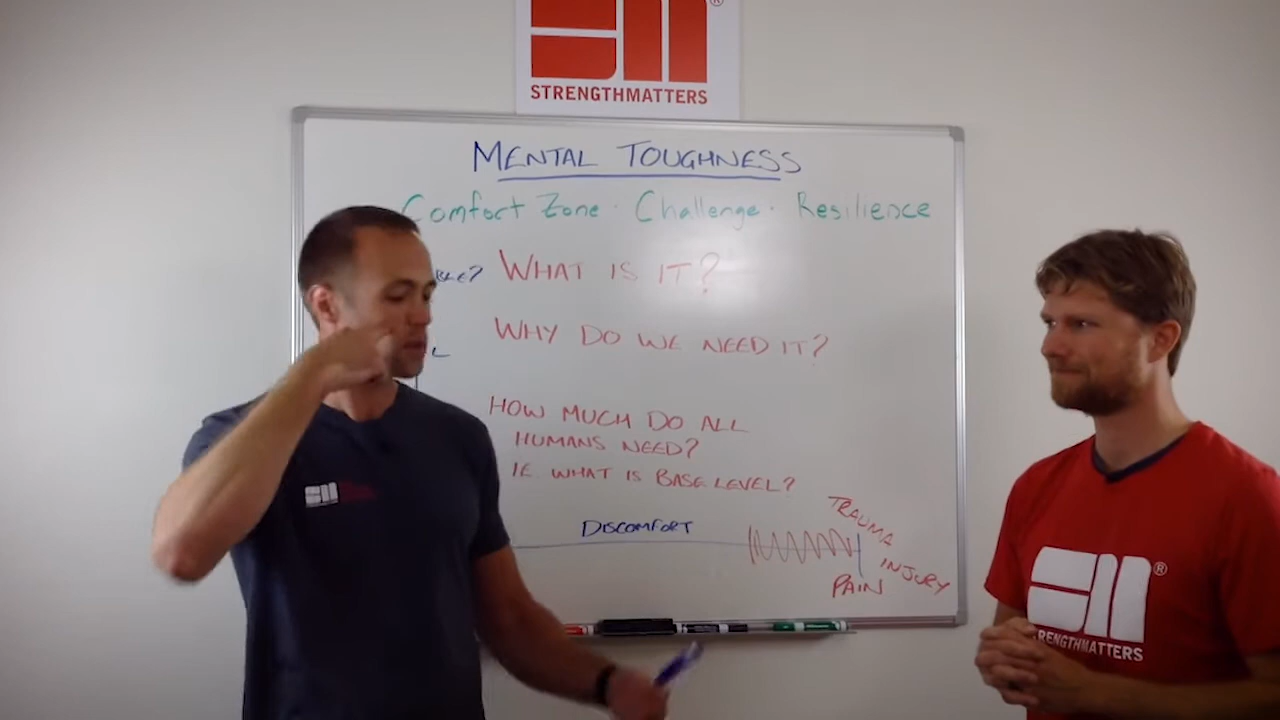 STRENGTHMATTERS
MENTAL TOUGHNESS
Comfort Zone · Challenge · Resilience
WHAT IS IT?
WHY DO WE NEED IT?
HOW MUCH DO ALL
HUMANS NEED?
IE. WHAT IS BASE LEVEL?
DISCOMFORT
TRAUMA
INJURY
PAIN
STRENGTHMATTERS